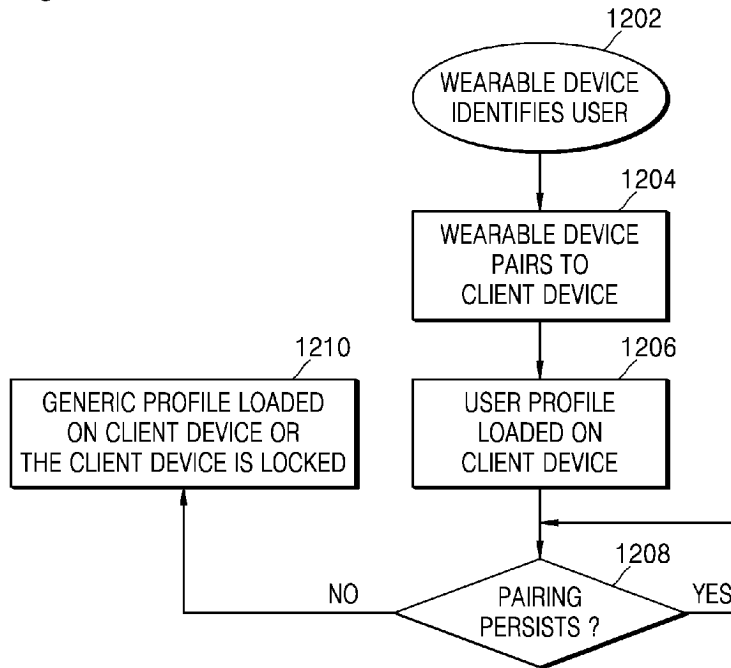 1202
WEARABLE DEVICE
IDENTIFIES USER
1204
WEARABLE DEVICE
PAIRS TO
CLIENT DEVICE
1210
GENERIC PROFILE LOADED
ON CLIENT DEVICE OR
THE CLIENT DEVICE IS LOCKED
1206
USER PROFILE
LOADED ON
CLIENT DEVICE
1208
NO
PAIRING
PERSISTS ?
YES